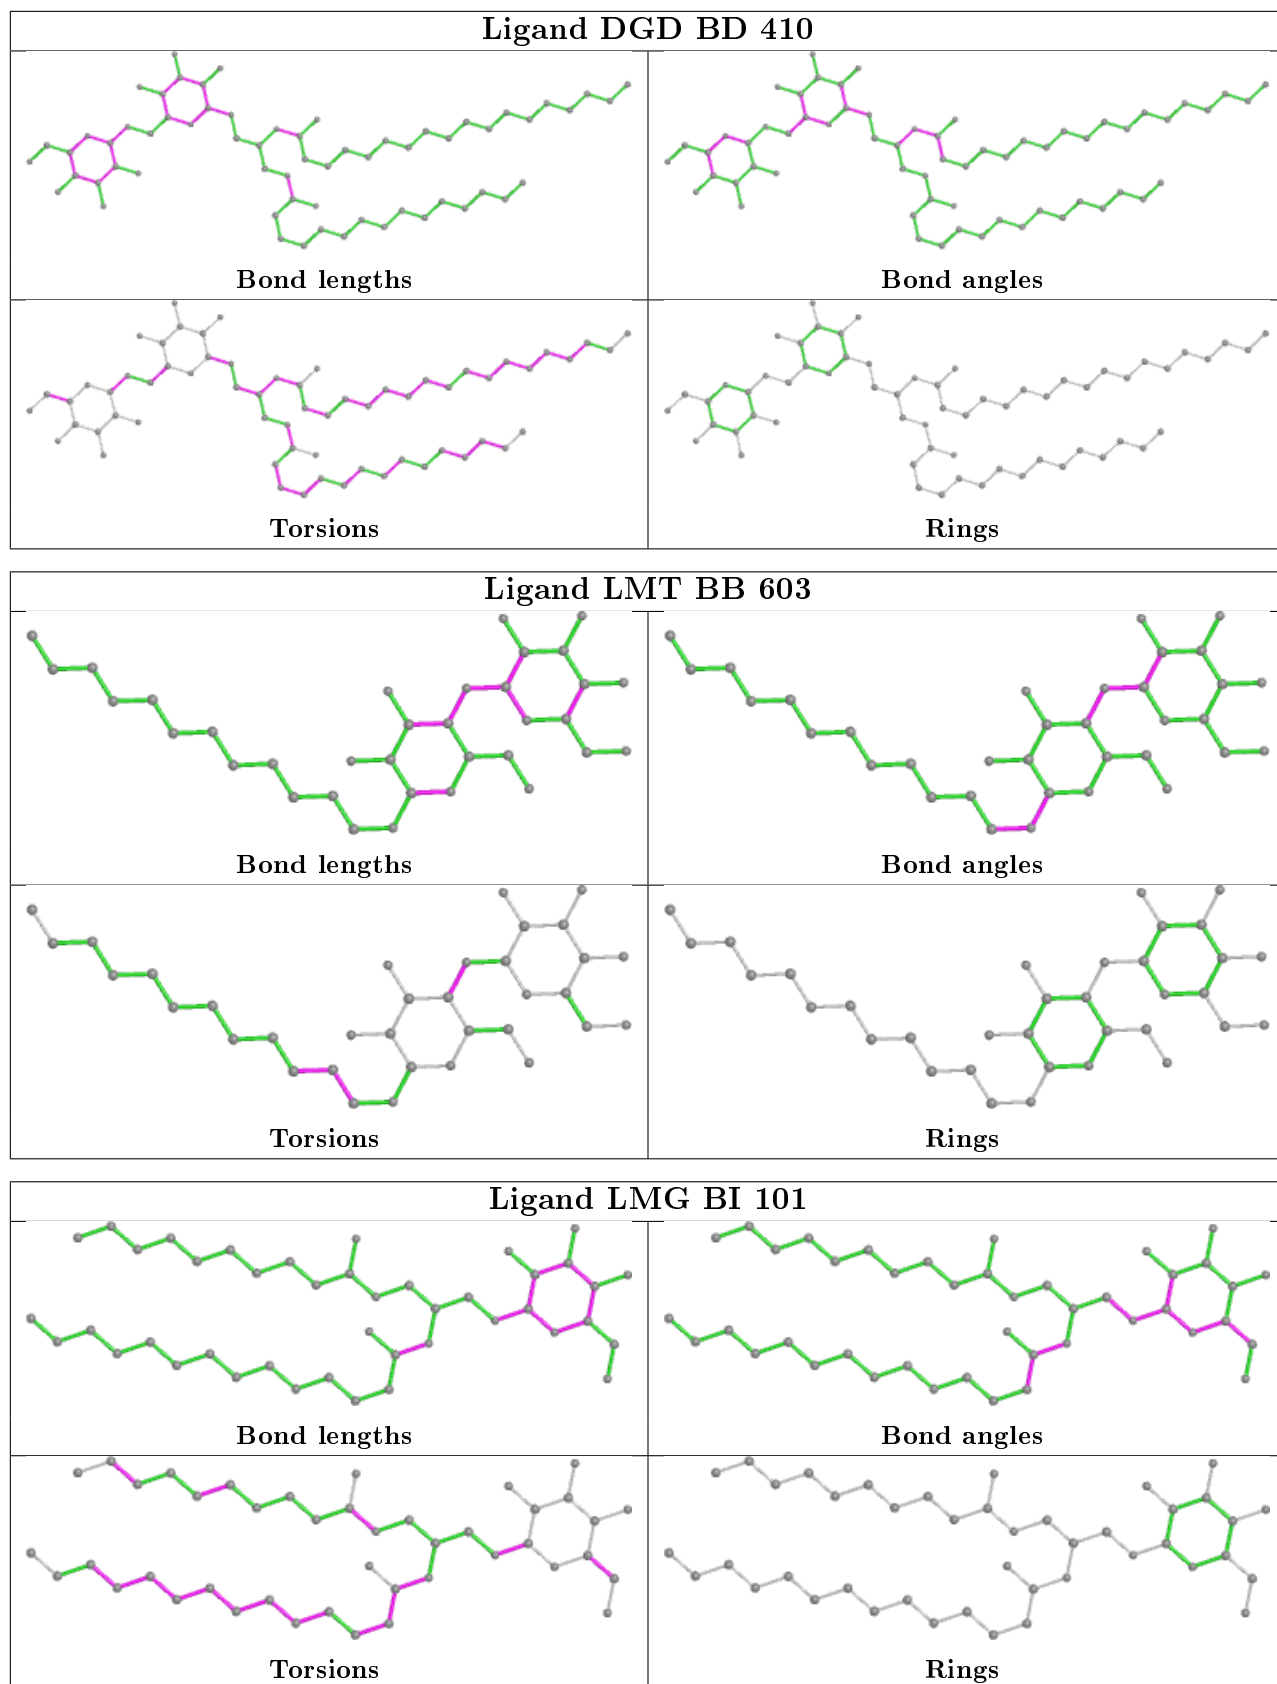 Ligand DGD BD 410
Bond lengths
Bond angles
Torsions
Rings
Ligand LMT BB 603
Bond lengths
Bond angles
Torsions
Rings
Ligand LMG BI 101
Bond lengths
Bond angles
Torsions
Rings